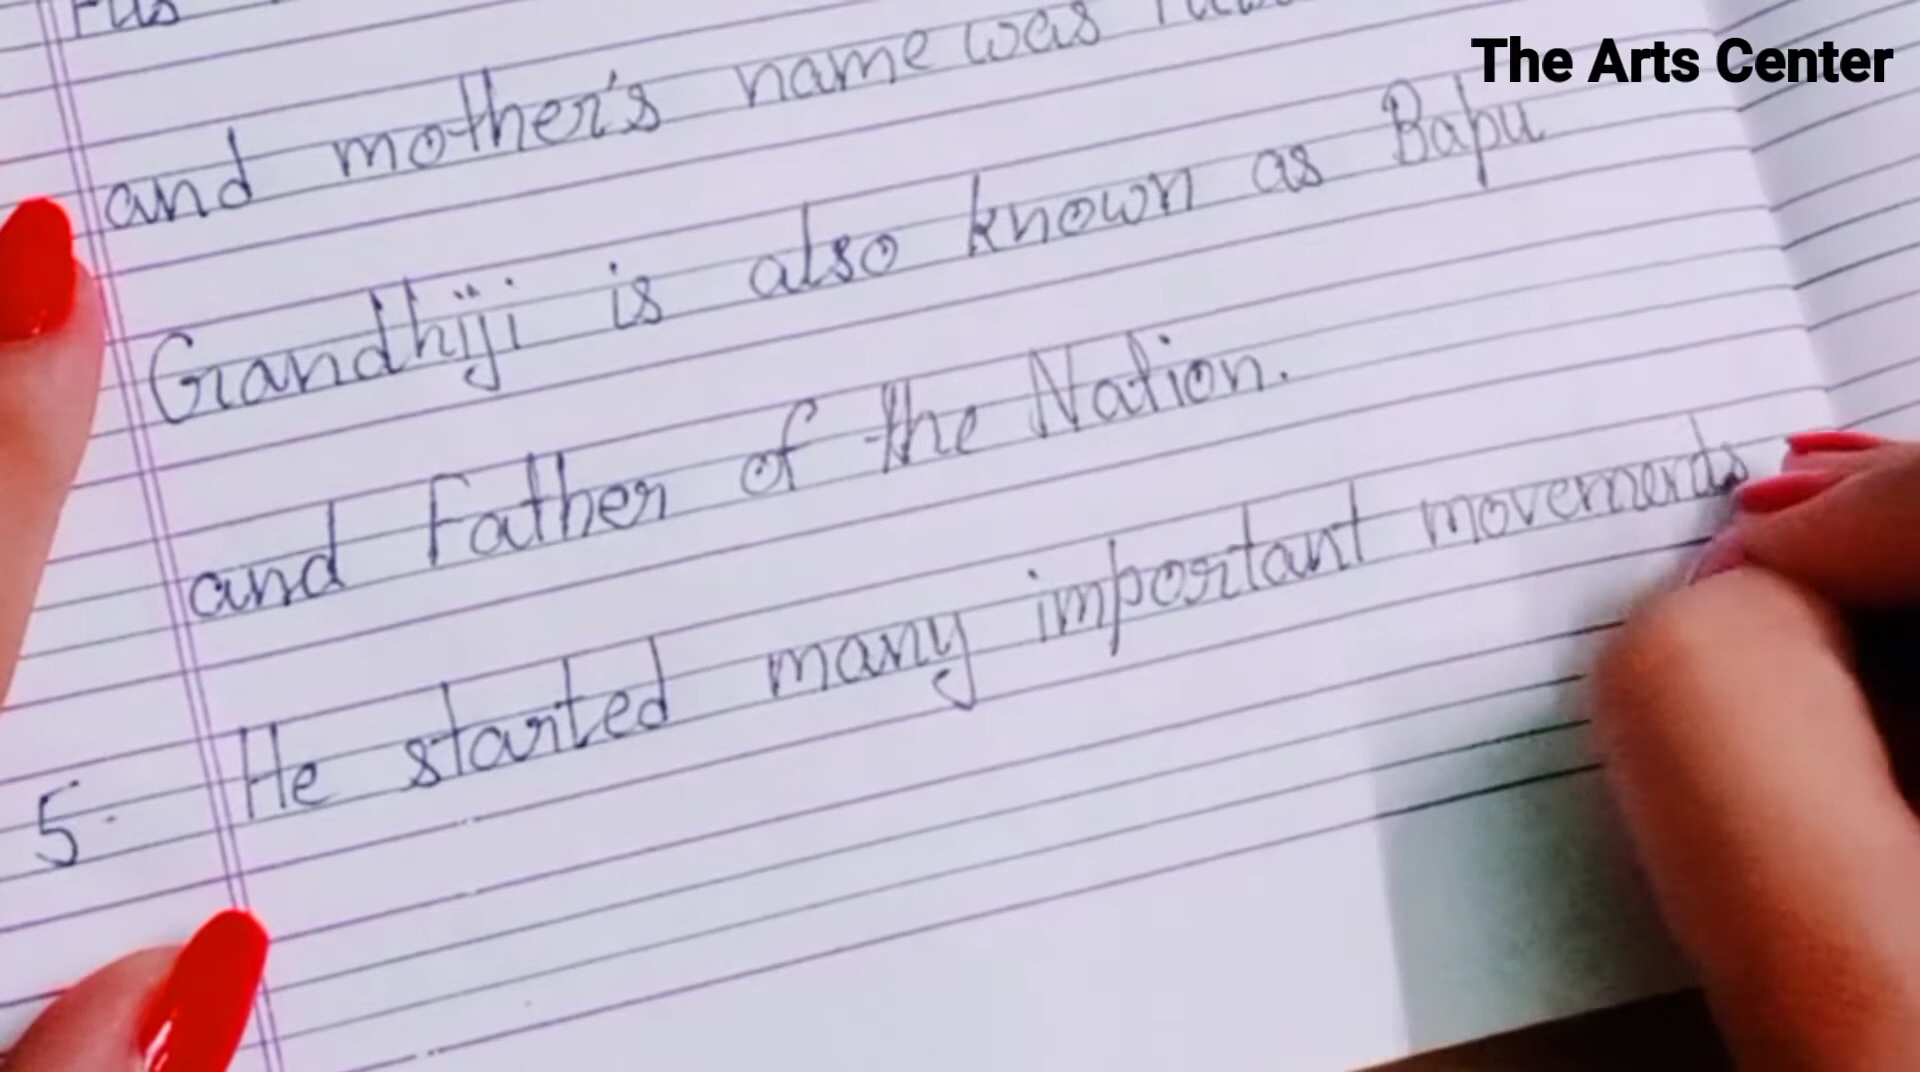 The Arts Center
and mother's name was
Gandhiji is also known as Bapu
and Father of the Nation.
5. He started many important movements